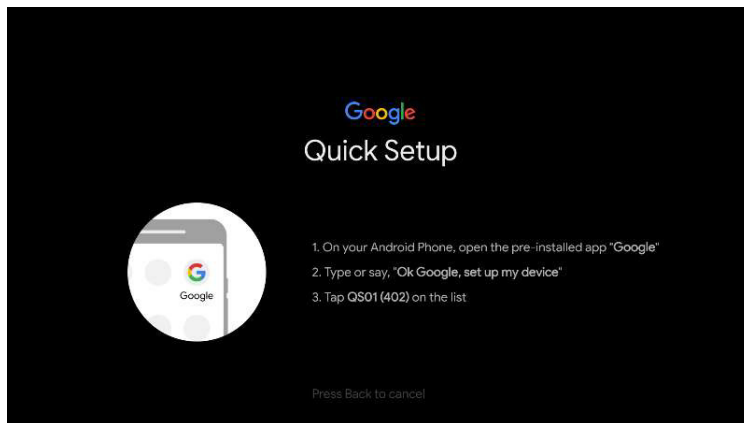 Google
Quick Setup
1. On your Android Phone, open the pre-installed app "Google"
2. Type or say, "Ok Google, set up my device"
3. Tap QS01 (402) on the list
G
Google
Press Back to cancel